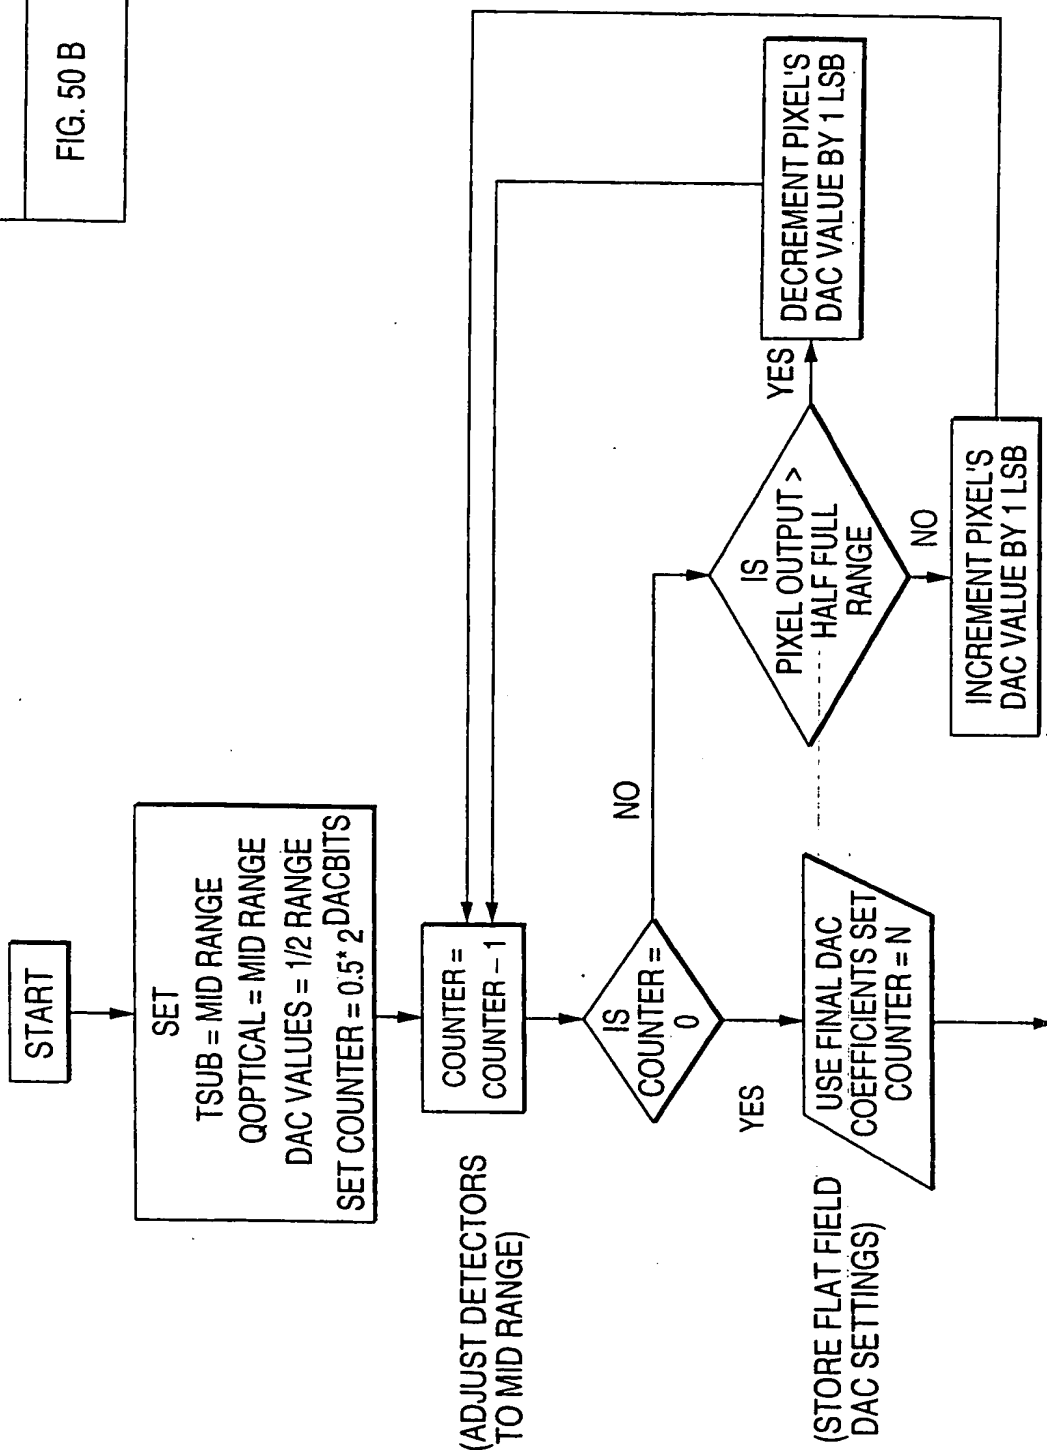 FIG. 50 B
START
SET
TSUB = MID RANGE
QOPTICAL = MID RANGE
DAC VALUES = 1/2 RANGE
SET COUNTER = 0.5* 2 DACBITS
(ADJUST DETECTORS
TO MID RANGE)
COUNTER =
COUNTER – 1
IS
COUNTER =
0
NO
YES
IS
PIXEL OUTPUT >
HALF FULL
RANGE
YES
DECREMENT PIXEL'S
DAC VALUE BY 1 LSB
NO
INCREMENT PIXEL'S
DAC VALUE BY 1 LSB
(STORE FLAT FIELD
DAC SETTINGS)
USE FINAL DAC
COEFFICIENTS SET
COUNTER = N